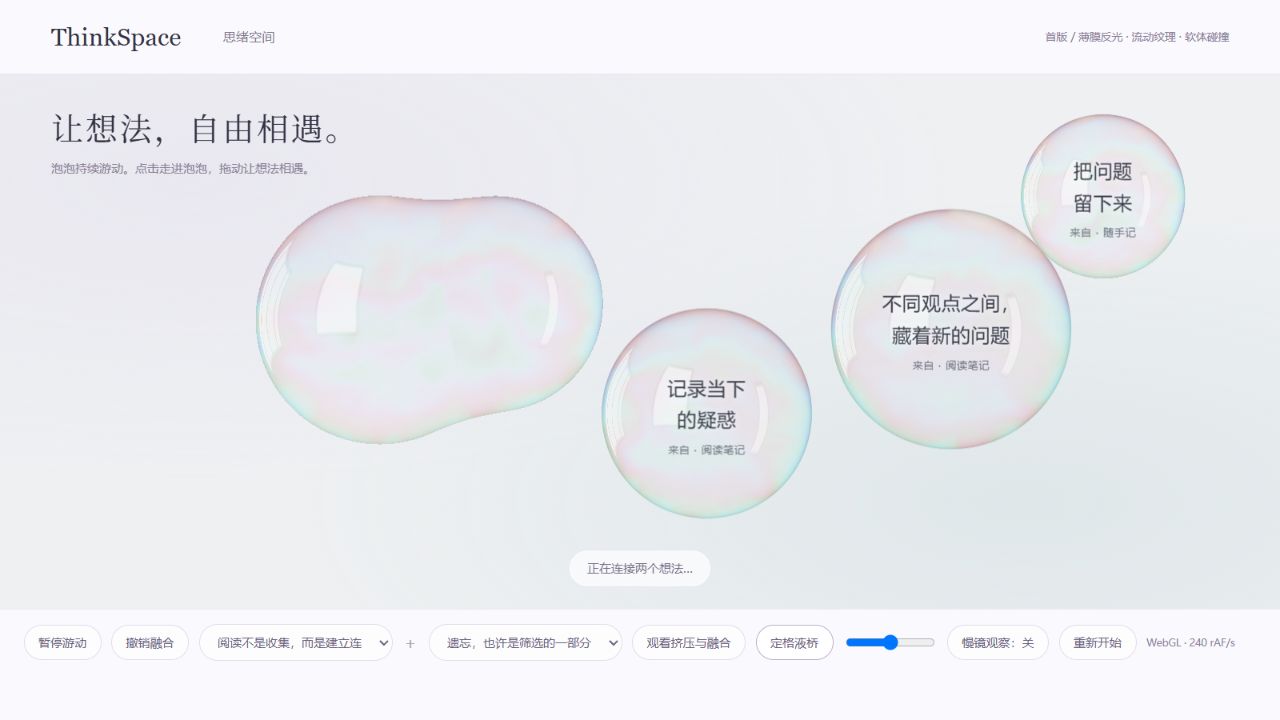 ThinkSpace
思绪空间
首版 / 薄膜反光 · 流动纹理 · 软体碰撞
让想法，自由相遇。
泡泡持续游动。点击走进泡泡，拖动让想法相遇。
把问题
留下来
来自 · 随手记
不同观点之间，
藏着新的问题
来自 · 阅读笔记
记录当下
的疑惑
来自 · 阅读笔记
正在连接两个想法…
暂停游动
撤销融合
阅读不是收集，而是建立连
+
遗忘，也许是筛选的一部分
观看挤压与融合
定格液桥
慢镜观察：关
重新开始
WebGL · 240 rAF/s